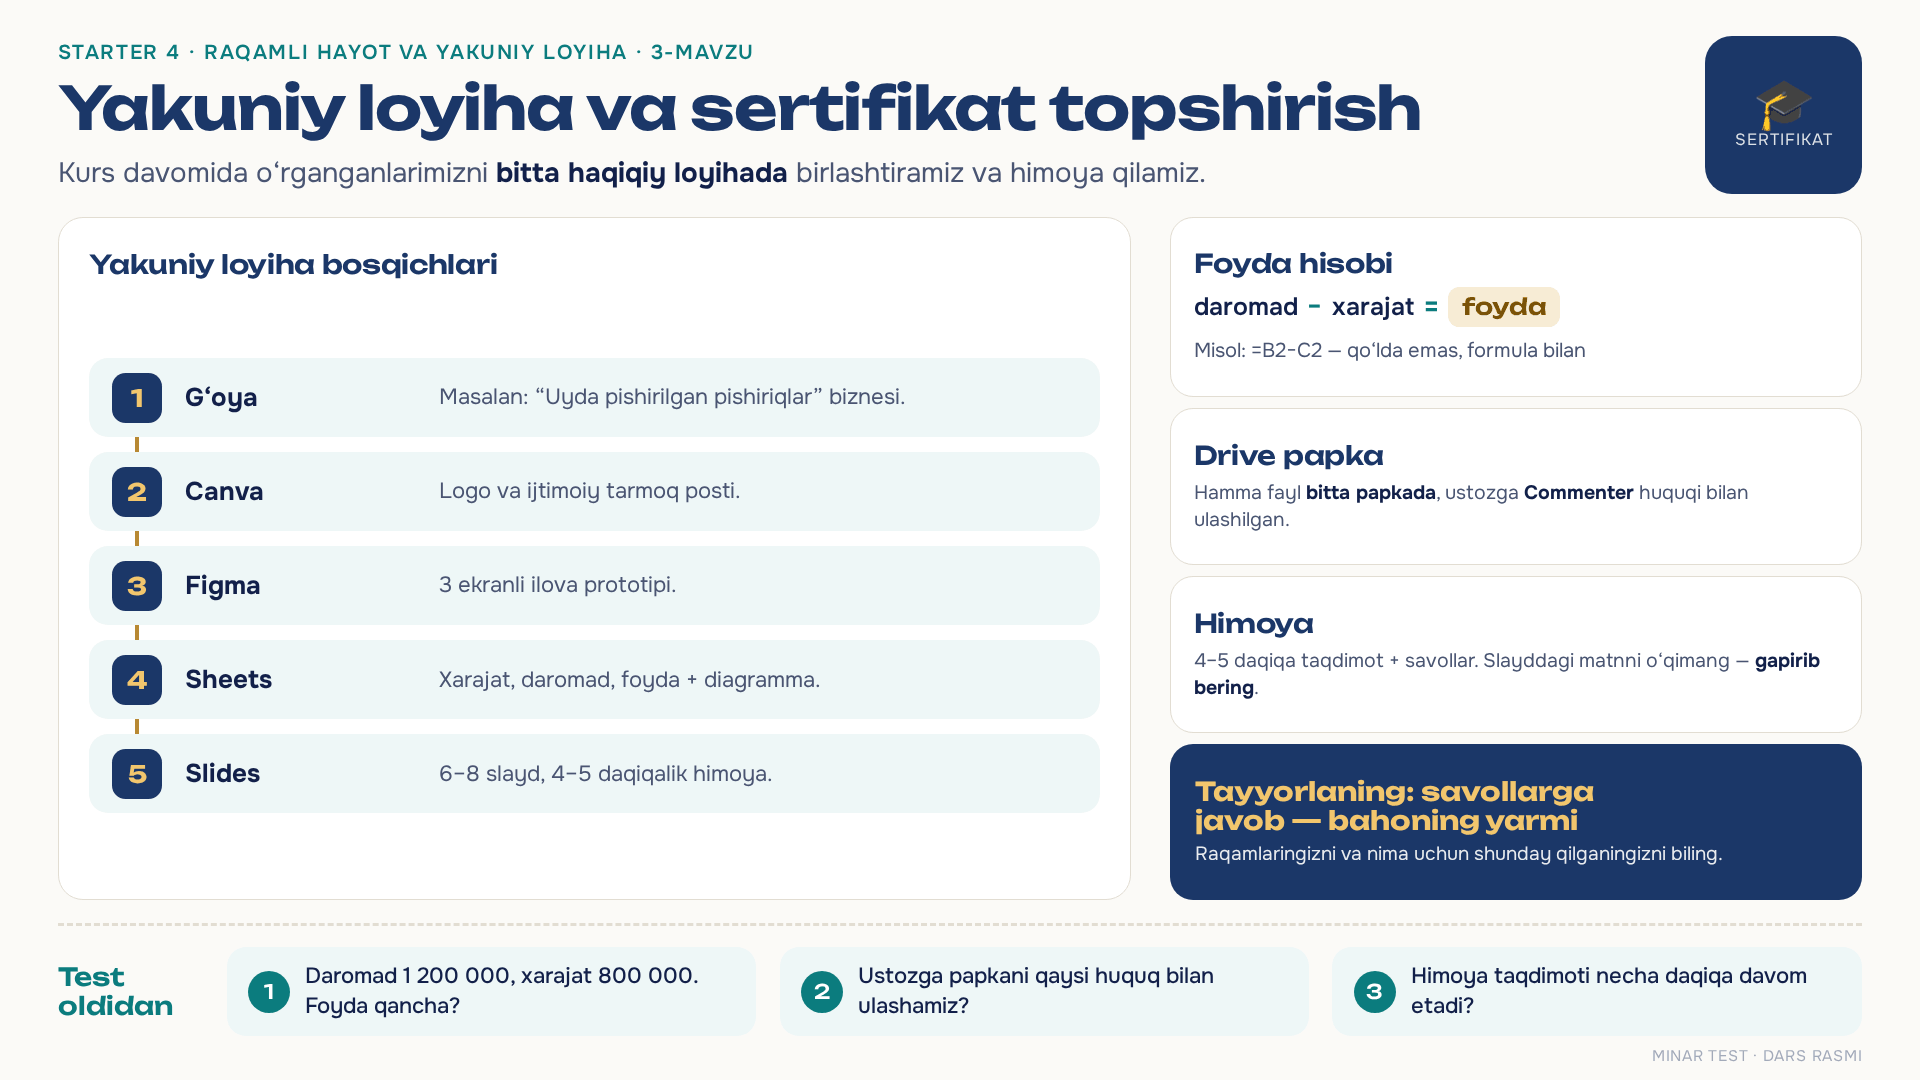 STARTER 4 · RAQAMLI HAYOT VA YAKUNIY LOYIHA · 3-MAVZU
Yakuniy loyiha va sertifikat topshirish
Kurs davomida o‘rganganlarimizni bitta haqiqiy loyihada birlashtiramiz va himoya qilamiz.
SERTIFIKAT
Yakuniy loyiha bosqichlari
1 G‘oya Masalan: “Uyda pishirilgan pishiriqlar” biznesi.
2 Canva Logo va ijtimoiy tarmoq posti.
3 Figma 3 ekranli ilova prototipi.
4 Sheets Xarajat, daromad, foyda + diagramma.
5 Slides 6–8 slayd, 4–5 daqiqalik himoya.
Foyda hisobi
daromad − xarajat = foyda
Misol: =B2-C2 — qo‘lda emas, formula bilan
Drive papka
Hamma fayl bitta papkada, ustozga Commenter huquqi bilan
ulashilgan.
Himoya
4–5 daqiqa taqdimot + savollar. Slayddagi matnni o‘qimang — gapirib
bering.
Tayyorlaning: savollarga
javob — bahoning yarmi
Raqamlaringizni va nima uchun shunday qilganingizni biling.
Test
oldidan
1 Daromad 1 200 000, xarajat 800 000.
Foyda qancha?
2 Ustozga papkani qaysi huquq bilan
ulashamiz?
3 Himoya taqdimoti necha daqiqa davom
etadi?
MINAR TEST · DARS RASMI